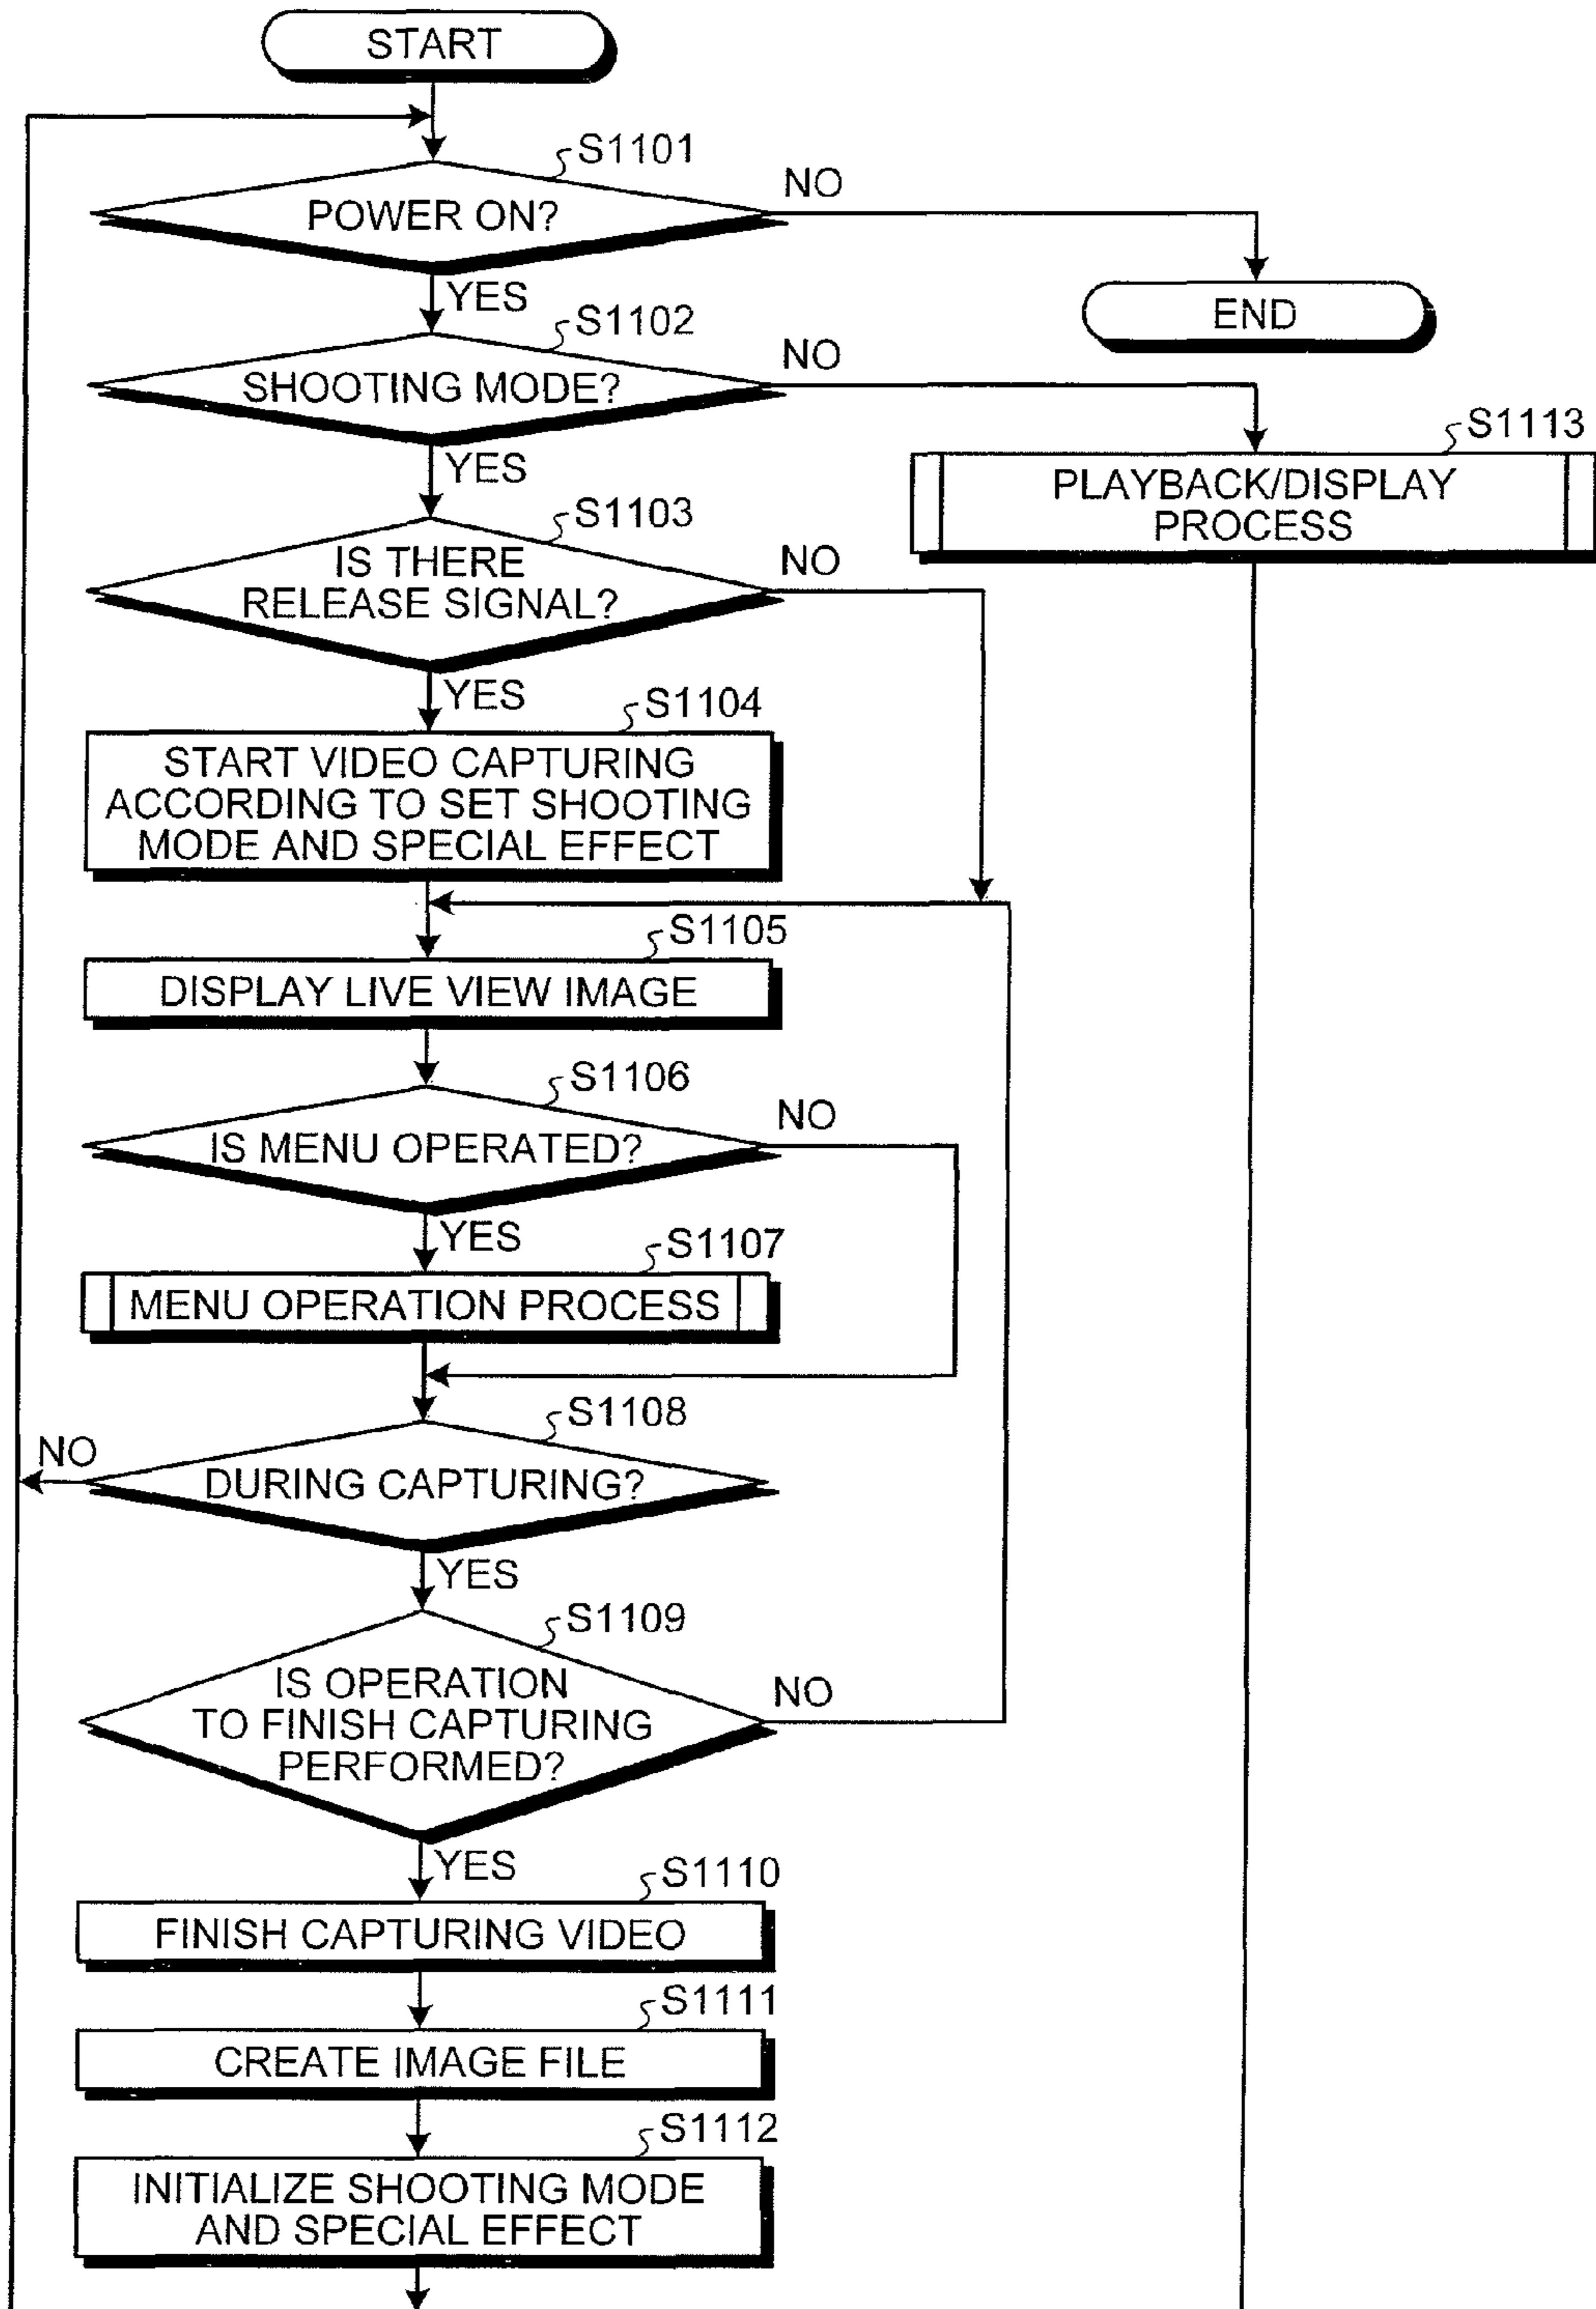 START
S1101
POWER ON?
NO
YES
END
S1102
SHOOTING MODE?
NO
YES
S1113
PLAYBACK/DISPLAY
PROCESS
S1103
IS THERE
RELEASE SIGNAL?
NO
YES
S1104
START VIDEO CAPTURING
ACCORDING TO SET SHOOTING
MODE AND SPECIAL EFFECT
S1105
DISPLAY LIVE VIEW IMAGE
S1106
IS MENU OPERATED?
NO
YES
S1107
MENU OPERATION PROCESS
S1108
NO
DURING CAPTURING?
YES
S1109
IS OPERATION
TO FINISH CAPTURING
PERFORMED?
NO
YES
S1110
FINISH CAPTURING VIDEO
S1111
CREATE IMAGE FILE
S1112
INITIALIZE SHOOTING MODE
AND SPECIAL EFFECT